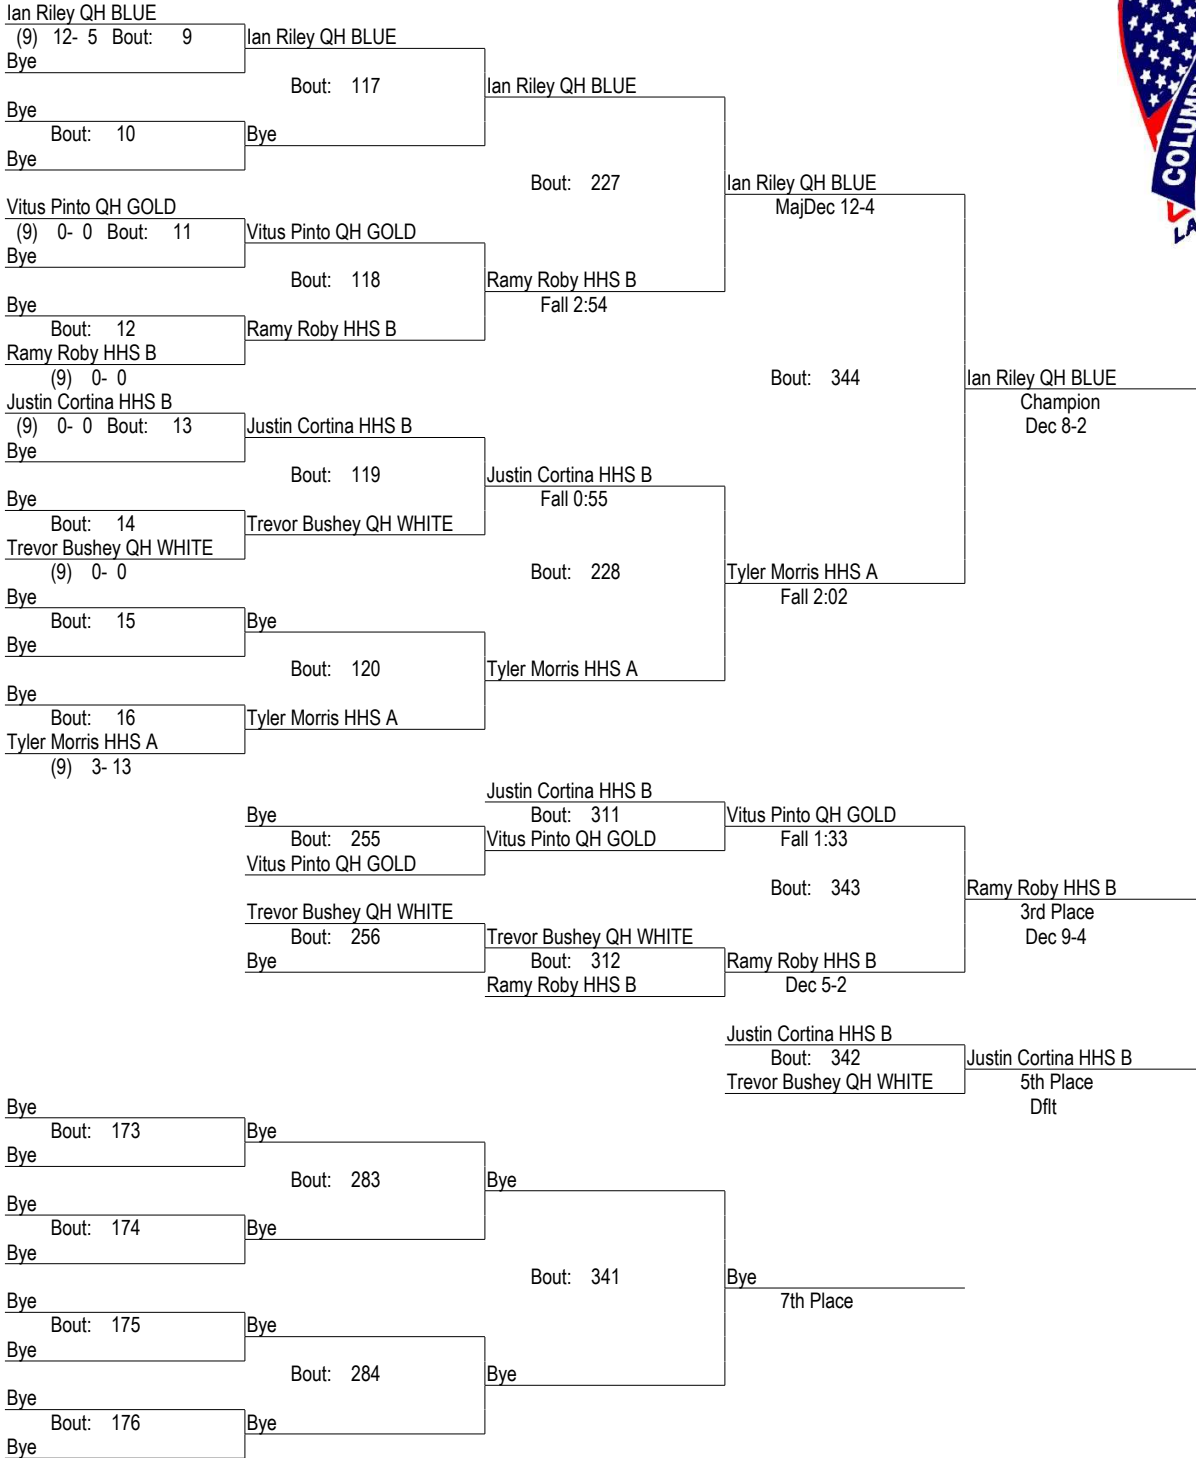 Ian Riley QH BLUE
(9) 12- 5 Bout: 9 Ian Riley QH BLUE
Bye
Bout: 117 Ian Riley QH BLUE
Bye
Bout: 10 Bye
Bye
Bout: 227 Ian Riley QH BLUE
Vitus Pinto QH GOLD MajDec 12-4
(9) 0- 0 Bout: 11 Vitus Pinto QH GOLD
Bye
Bout: 118 Ramy Roby HHS B
Bye Fall 2:54
Bout: 12 Ramy Roby HHS B
Ramy Roby HHS B
(9) 0- 0 Bout: 344 Ian Riley QH BLUE
Justin Cortina HHS B Champion
(9) 0- 0 Bout: 13 Justin Cortina HHS B Dec 8-2
Bye
Bout: 119 Justin Cortina HHS B
Bye Fall 0:55
Bout: 14 Trevor Bushey QH WHITE
Trevor Bushey QH WHITE
(9) 0- 0 Bout: 228 Tyler Morris HHS A
Bye Fall 2:02
Bout: 15 Bye
Bye
Bout: 120 Tyler Morris HHS A
Bye
Bout: 16 Tyler Morris HHS A
Tyler Morris HHS A
(9) 3- 13
Justin Cortina HHS B
Bye Bout: 311 Vitus Pinto QH GOLD
Bout: 255 Vitus Pinto QH GOLD Fall 1:33
Vitus Pinto QH GOLD
Bout: 343 Ramy Roby HHS B
Trevor Bushey QH WHITE 3rd Place
Bout: 256 Trevor Bushey QH WHITE Dec 9-4
Bye Bout: 312 Ramy Roby HHS B
Ramy Roby HHS B Dec 5-2
Justin Cortina HHS B
Bout: 342 Justin Cortina HHS B
Trevor Bushey QH WHITE 5th Place
Bye Dflt
Bout: 173 Bye
Bye
Bout: 283 Bye
Bye
Bout: 174 Bye
Bye
Bout: 341 Bye
Bye 7th Place
Bout: 175 Bye
Bye
Bout: 284 Bye
Bye
Bout: 176 Bye
Bye